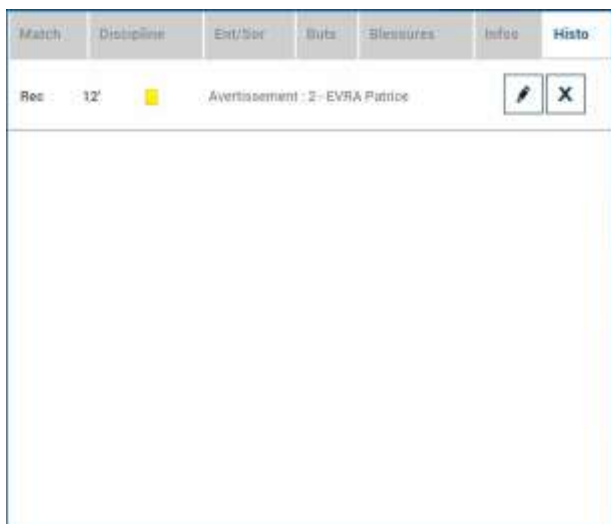 Match Discipline Ent/Sor Buts Blessures Infos Histo
Rec 12' Avertissement : 2 - EVRA Patrice X